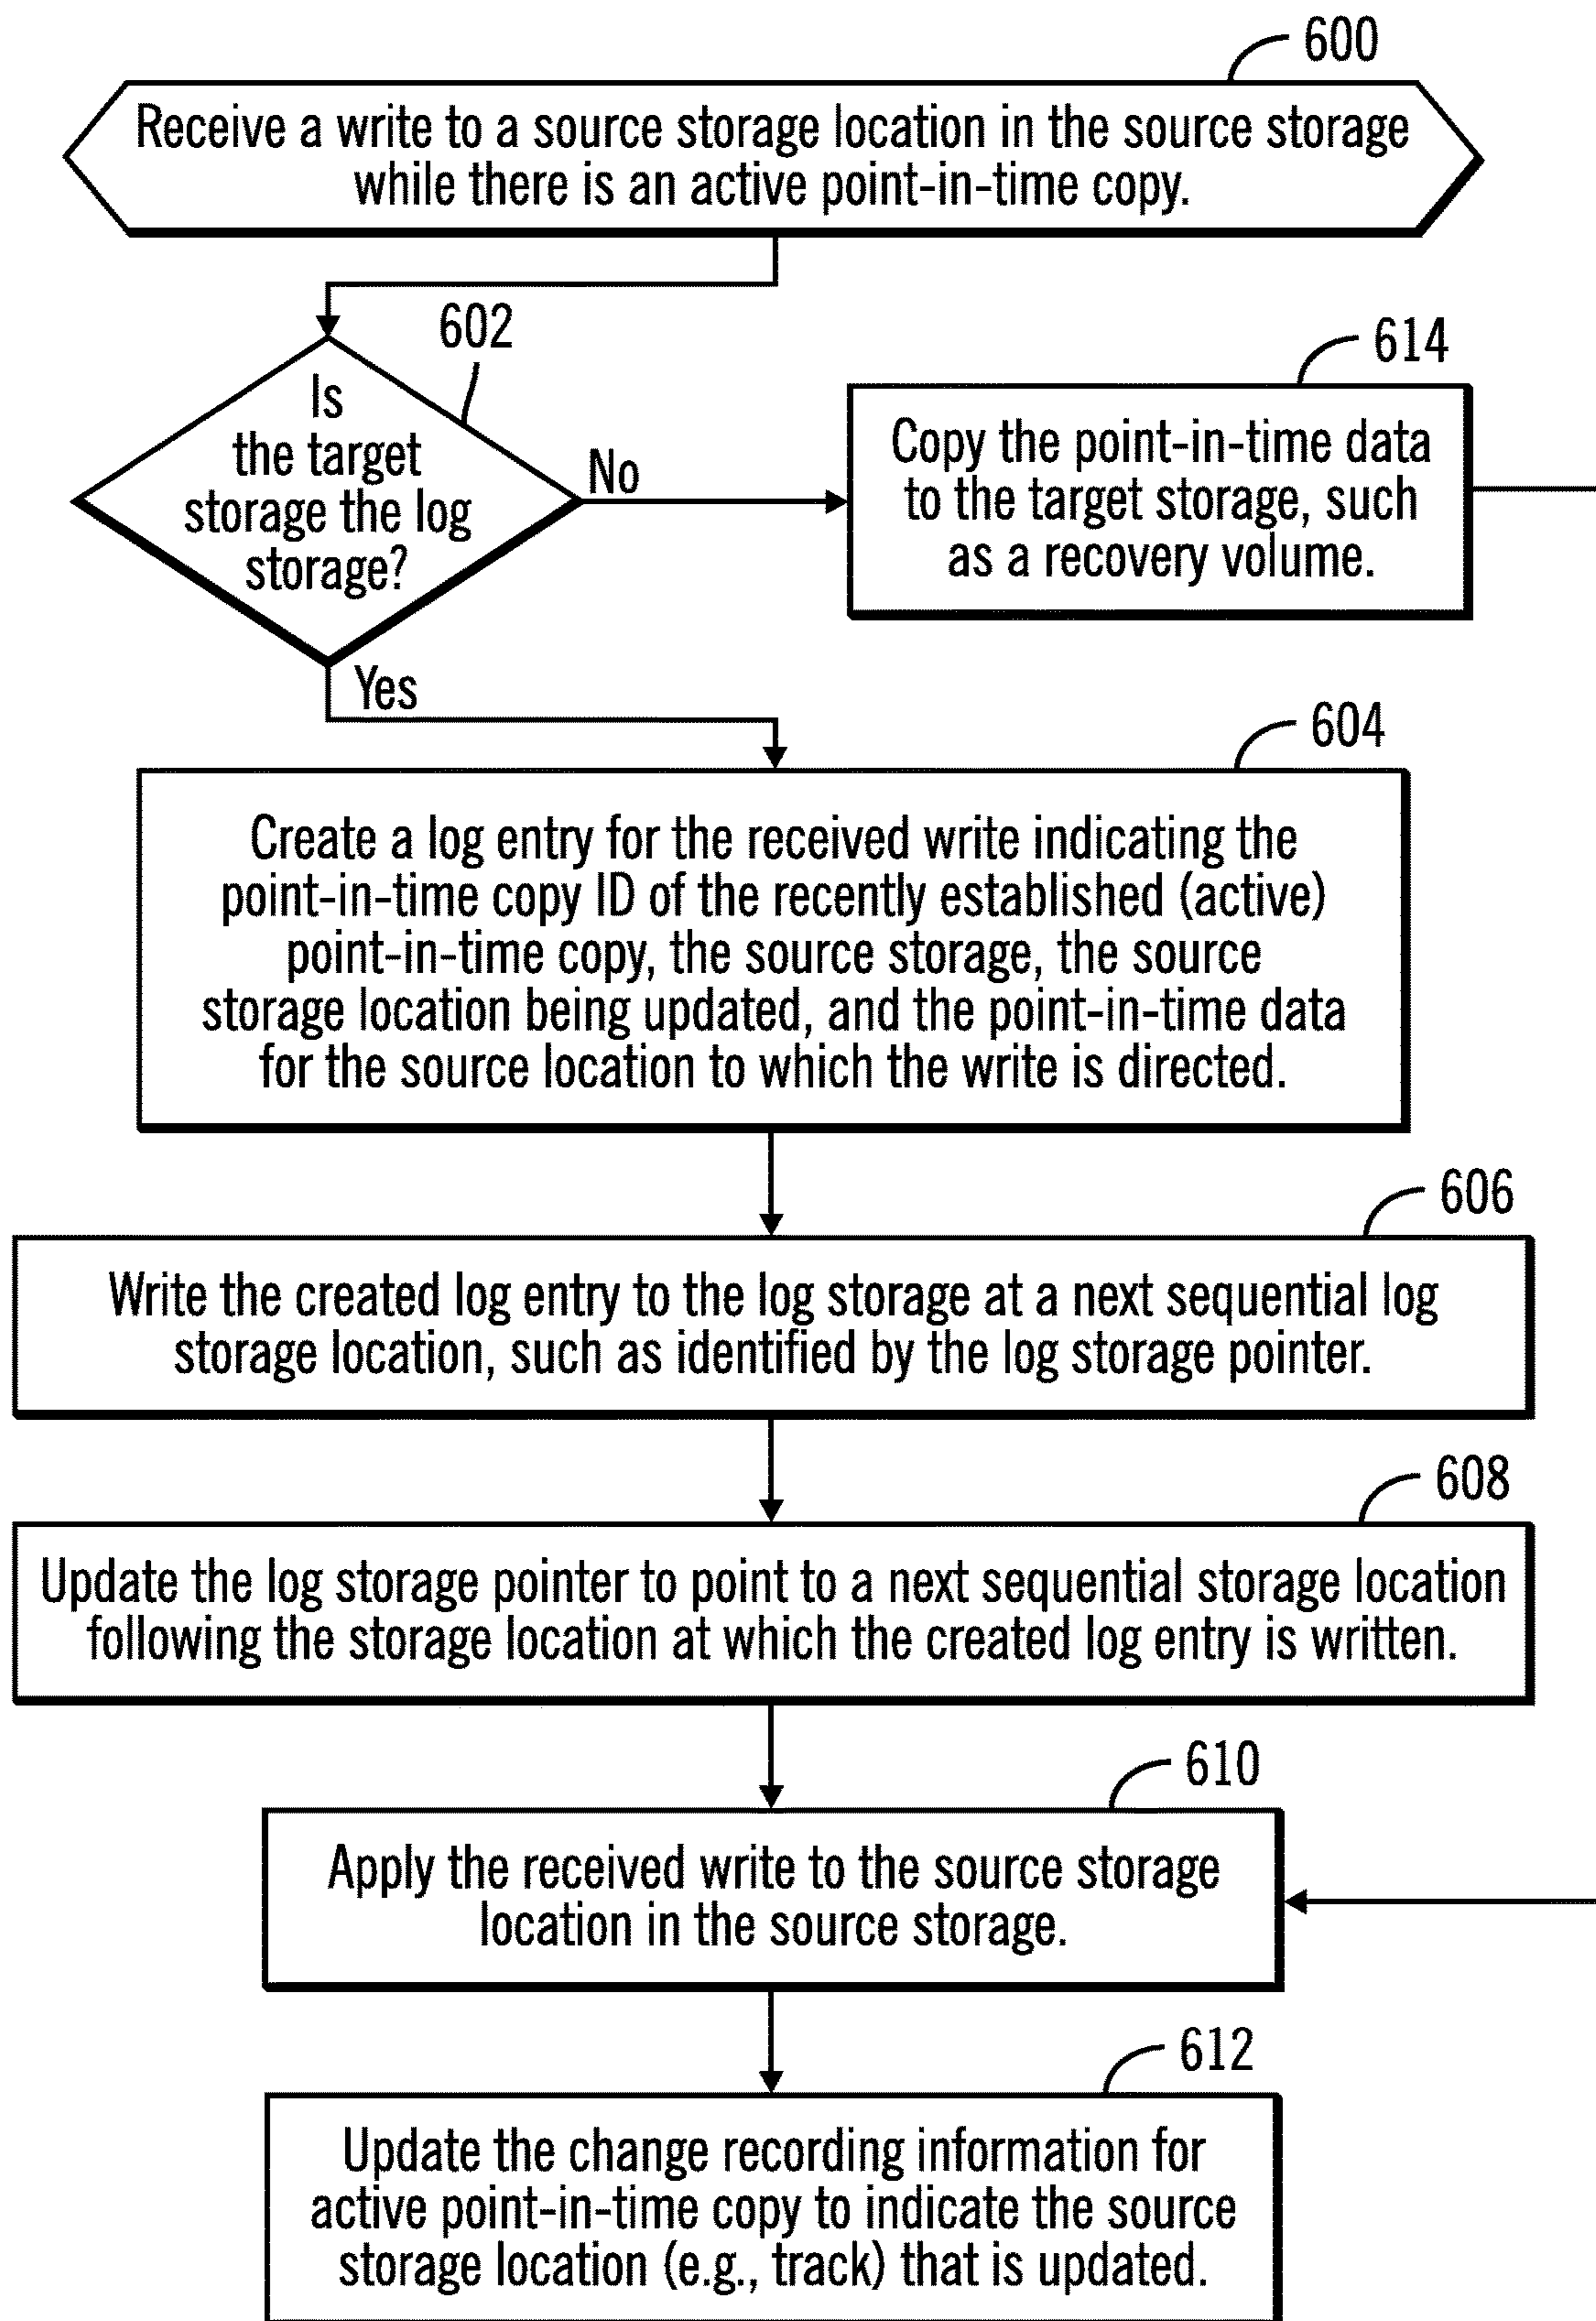 600
Receive a write to a source storage location in the source storage
while there is an active point-in-time copy.
602
Is
the target
storage the log
storage?
No
Yes
614
Copy the point-in-time data
to the target storage, such
as a recovery volume.
604
Create a log entry for the received write indicating the
point-in-time copy ID of the recently established (active)
point-in-time copy, the source storage, the source
storage location being updated, and the point-in-time data
for the source location to which the write is directed.
606
Write the created log entry to the log storage at a next sequential log
storage location, such as identified by the log storage pointer.
608
Update the log storage pointer to point to a next sequential storage location
following the storage location at which the created log entry is written.
610
Apply the received write to the source storage
location in the source storage.
612
Update the change recording information for
active point-in-time copy to indicate the source
storage location (e.g., track) that is updated.